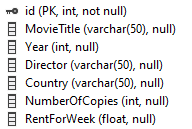 id (PK, int, not null)
MovieTitle (varchar(50), null)
Year (int, null)
Director (varchar(50), null)
Country (varchar(50), null)
NumberOfCopies (int, null)
RentForWeek (float, null)